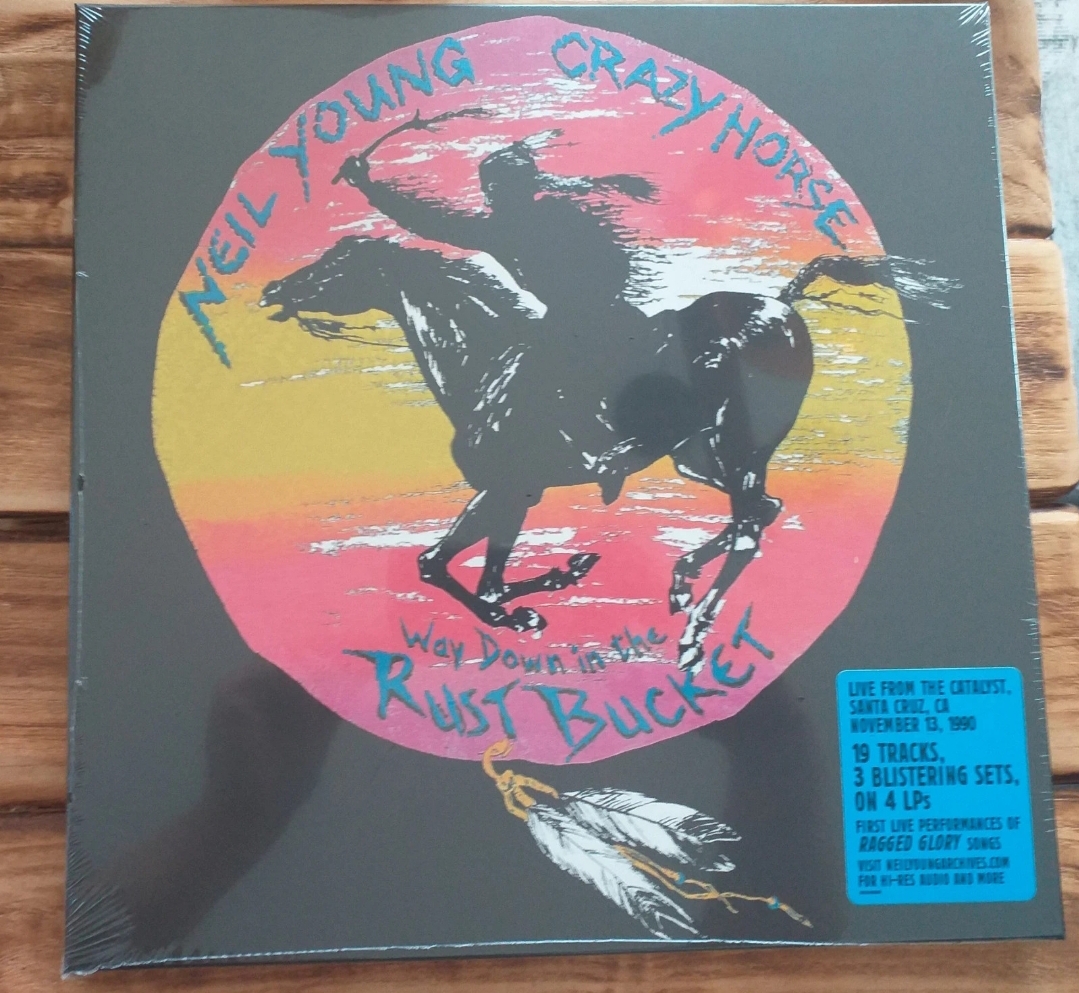 NEIL YOUNG CRAZY HORSE
Way Down in the
RUST BUCKET
LIVE FROM THE CATALYST,
SANTA CRUZ, CA
NOVEMBER 13, 1990
19 TRACKS,
3 BLISTERING SETS,
ON 4 LPs
FIRST LIVE PERFORMANCES OF
RAGGED GLORY SONGS
VISIT NEILYOUNGARCHIVES.COM
FOR HI-RES AUDIO AND MORE